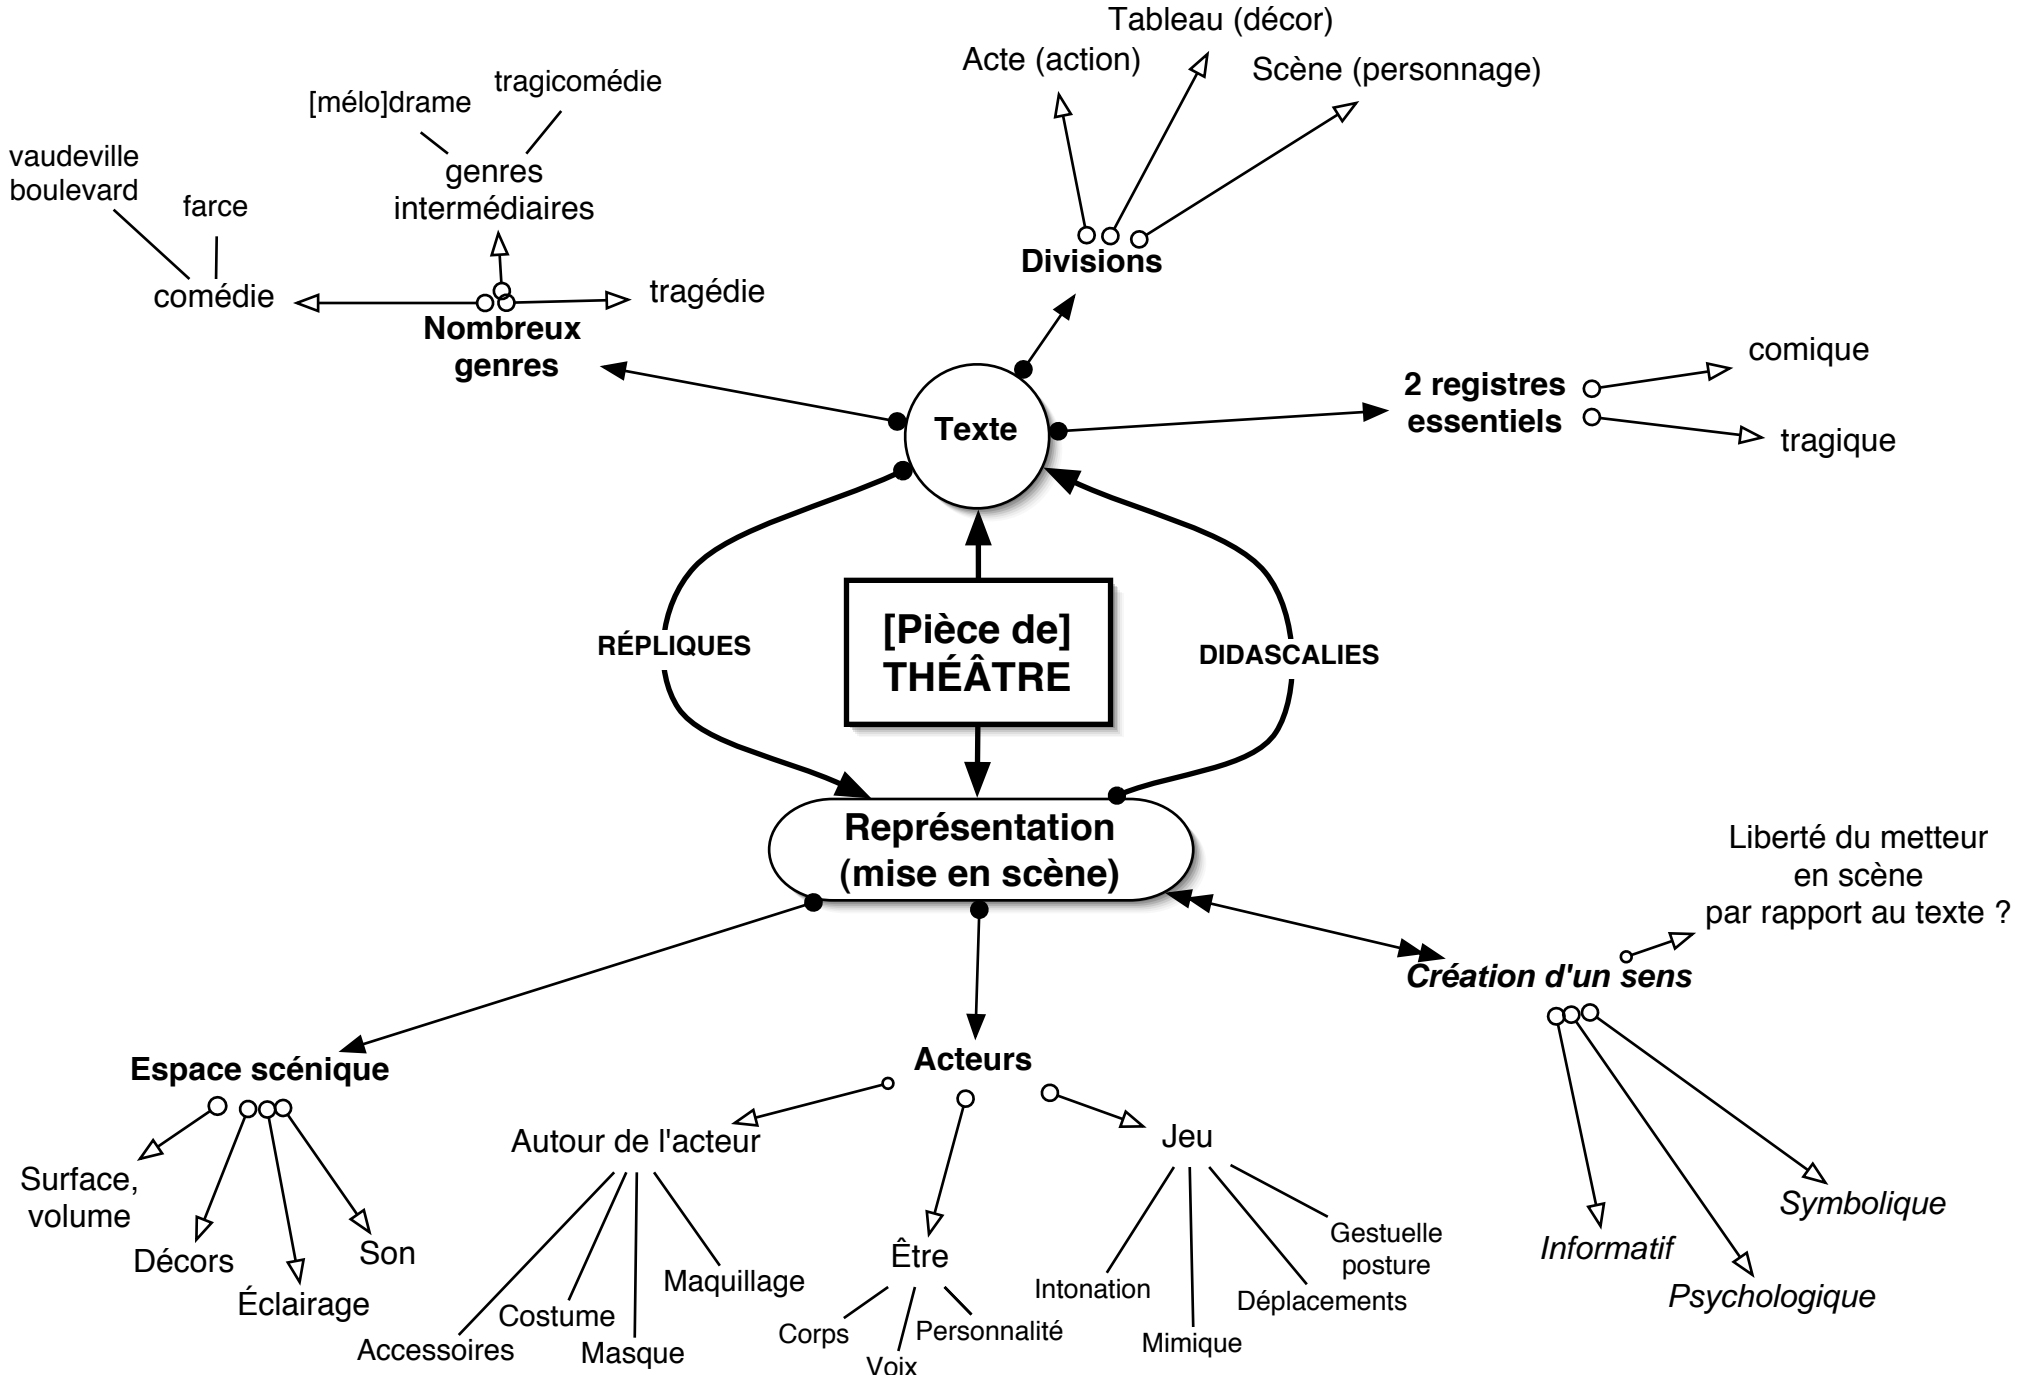 Tableau (décor)
Acte (action)
Scène (personnage)
tragicomédie
[mélo]drame
vaudeville
boulevard
farce
genres
intermédiaires
comédie
tragédie
Nombreux
genres
Divisions
comique
2 registres
essentiels
tragique
Texte
RÉPLIQUES
[Pièce de]
THÉÂTRE
DIDASCALIES
Représentation
(mise en scène)
Liberté du metteur
en scène
par rapport au texte ?
Création d'un sens
Espace scénique
Acteurs
Surface,
volume
Décors
Éclairage
Son
Autour de l'acteur
Accessoires
Costume
Masque
Maquillage
Être
Corps
Voix
Personnalité
Jeu
Intonation
Mimique
Déplacements
Gestuelle
posture
Informatif
Psychologique
Symbolique